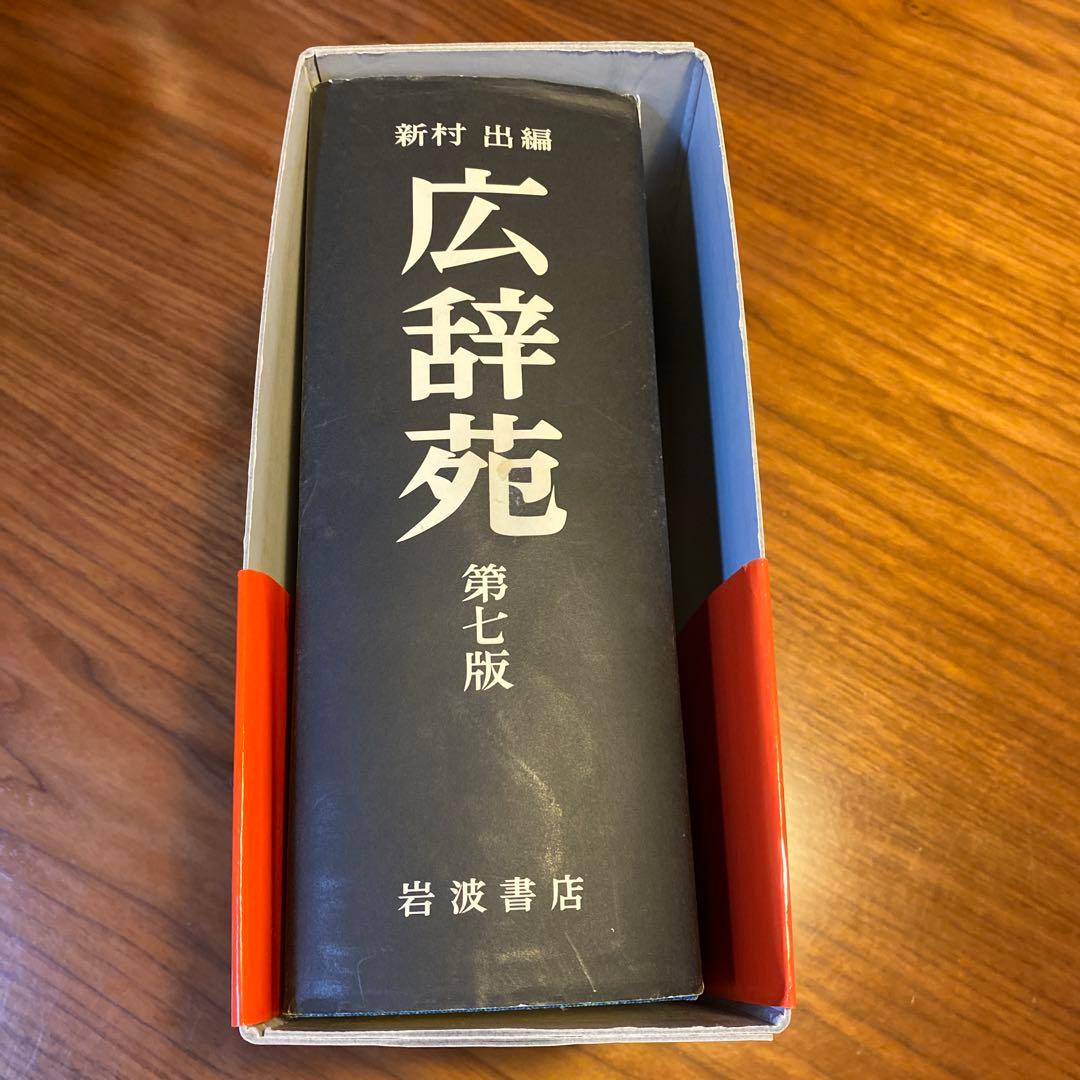 新村 出編
広辞苑
第七版
岩波書店